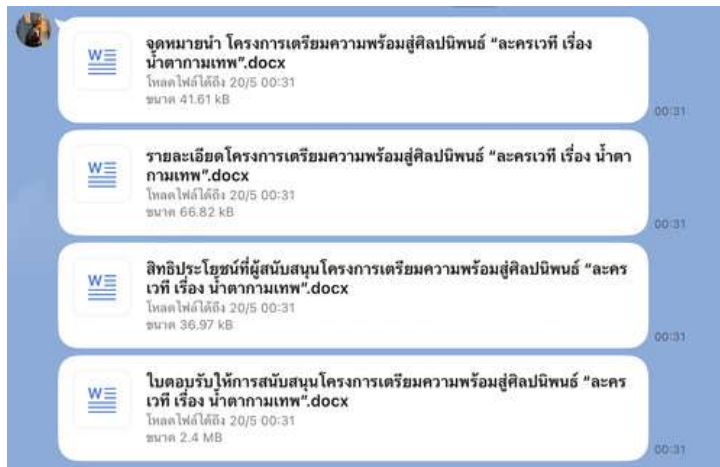 W
จดหมายนำ โครงการเตรียมความพร้อมสู่ศิลปนิพนธ์ “ละครเวที เรื่อง
น้ำตากามเทพ”.docx
โหลดไฟล์ได้ถึง 20/5 00:31
ขนาด 41.61 kB
00:31
W
รายละเอียดโครงการเตรียมความพร้อมสู่ศิลปนิพนธ์ “ละครเวที เรื่อง น้ำตา
กามเทพ”.docx
โหลดไฟล์ได้ถึง 20/5 00:31
ขนาด 66.82 kB
00:31
W
สิทธิประโยชน์ที่ผู้สนับสนุนโครงการเตรียมความพร้อมสู่ศิลปนิพนธ์ “ละคร
เวที เรื่อง น้ำตากามเทพ”.docx
โหลดไฟล์ได้ถึง 20/5 00:31
ขนาด 36.97 kB
00:31
W
ใบตอบรับให้การสนับสนุนโครงการเตรียมความพร้อมสู่ศิลปนิพนธ์ “ละคร
เวที เรื่อง น้ำตากามเทพ”.docx
โหลดไฟล์ได้ถึง 20/5 00:31
ขนาด 2.4 MB
00:31